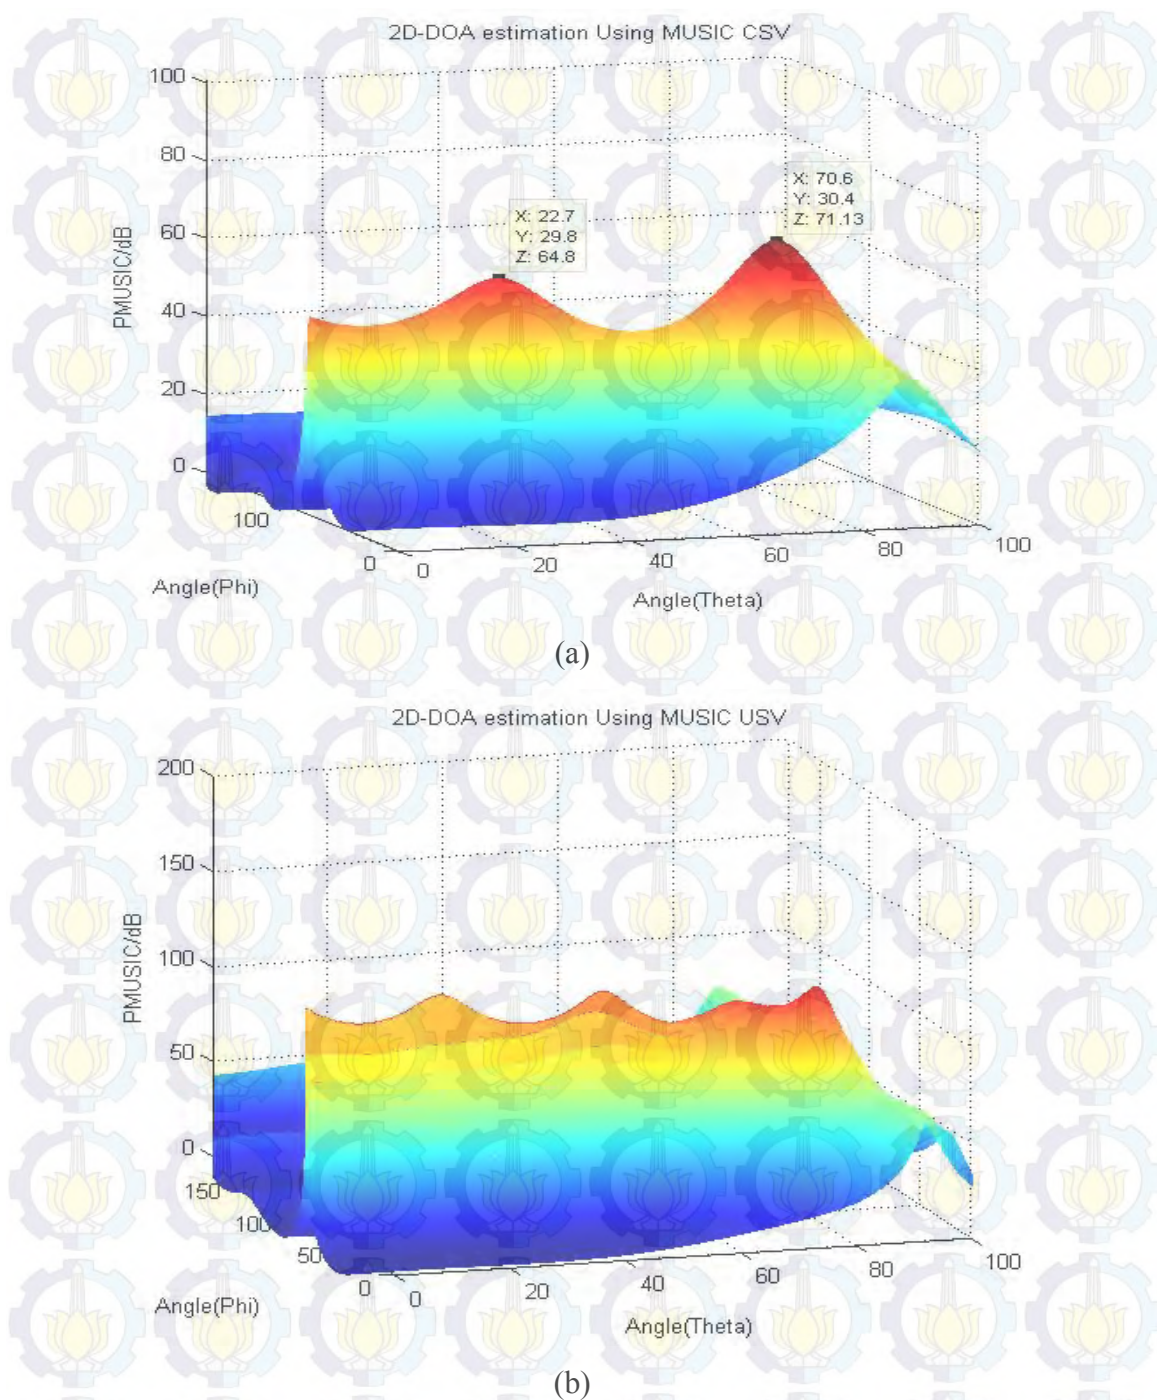 2D-DOA estimation Using MUSIC CSV
100
80
60
40
20
0
PMUSIC/dB
X: 22.7
Y: 29.8
Z: 64.8
X: 70.6
Y: 30.4
Z: 71.13
100
0
Angle(Phi)
0
20
40
60
80
100
Angle(Theta)
(a)
2D-DOA estimation Using MUSIC USV
200
150
100
50
0
PMUSIC/dB
150
100
50
0
Angle(Phi)
0
20
40
60
80
100
Angle(Theta)
(b)